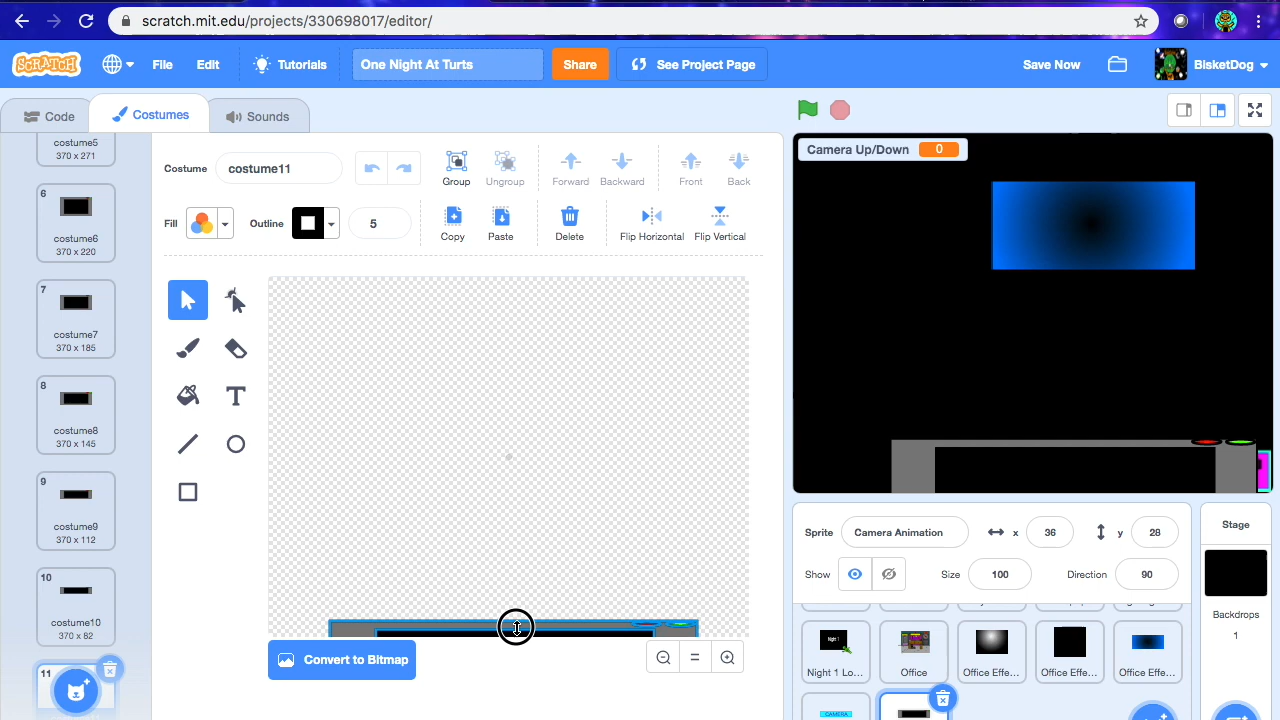 scratch.mit.edu/projects/330698017/editor/
SCRATCH File Edit Tutorials One Night At Turts Share See Project Page Save Now BisketDog
Code Costumes Sounds
costume5
370 x 271
6
costume6
370 x 220
7
costume7
370 x 185
8
costume8
370 x 145
9
costume9
370 x 112
10
costume10
370 x 82
11
Costume costume11 Group Ungroup Forward Backward Front Back
Fill Outline 5 Copy Paste Delete Flip Horizontal Flip Vertical
Convert to Bitmap
Camera Up/Down 0
Sprite Camera Animation x 36 y 28
Show Size 100 Direction 90
Night 1
Night 1 Lo... Office Office Effe... Office Effe... Office Effe...
CAMERA
Stage
Backdrops
1